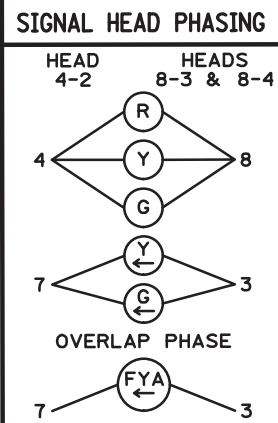 SIGNAL HEAD PHASING
HEAD HEADS
4-2 8-3 & 8-4
R
4 Y 8
G
Y ←
7 3
G ←
OVERLAP PHASE
FYA ←
7 3